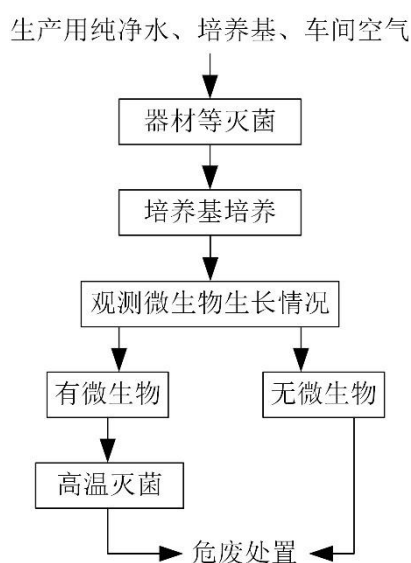 生产用纯净水、培养基、车间空气
器材等灭菌
培养基培养
观测微生物生长情况
有微生物
无微生物
高温灭菌
危废处置